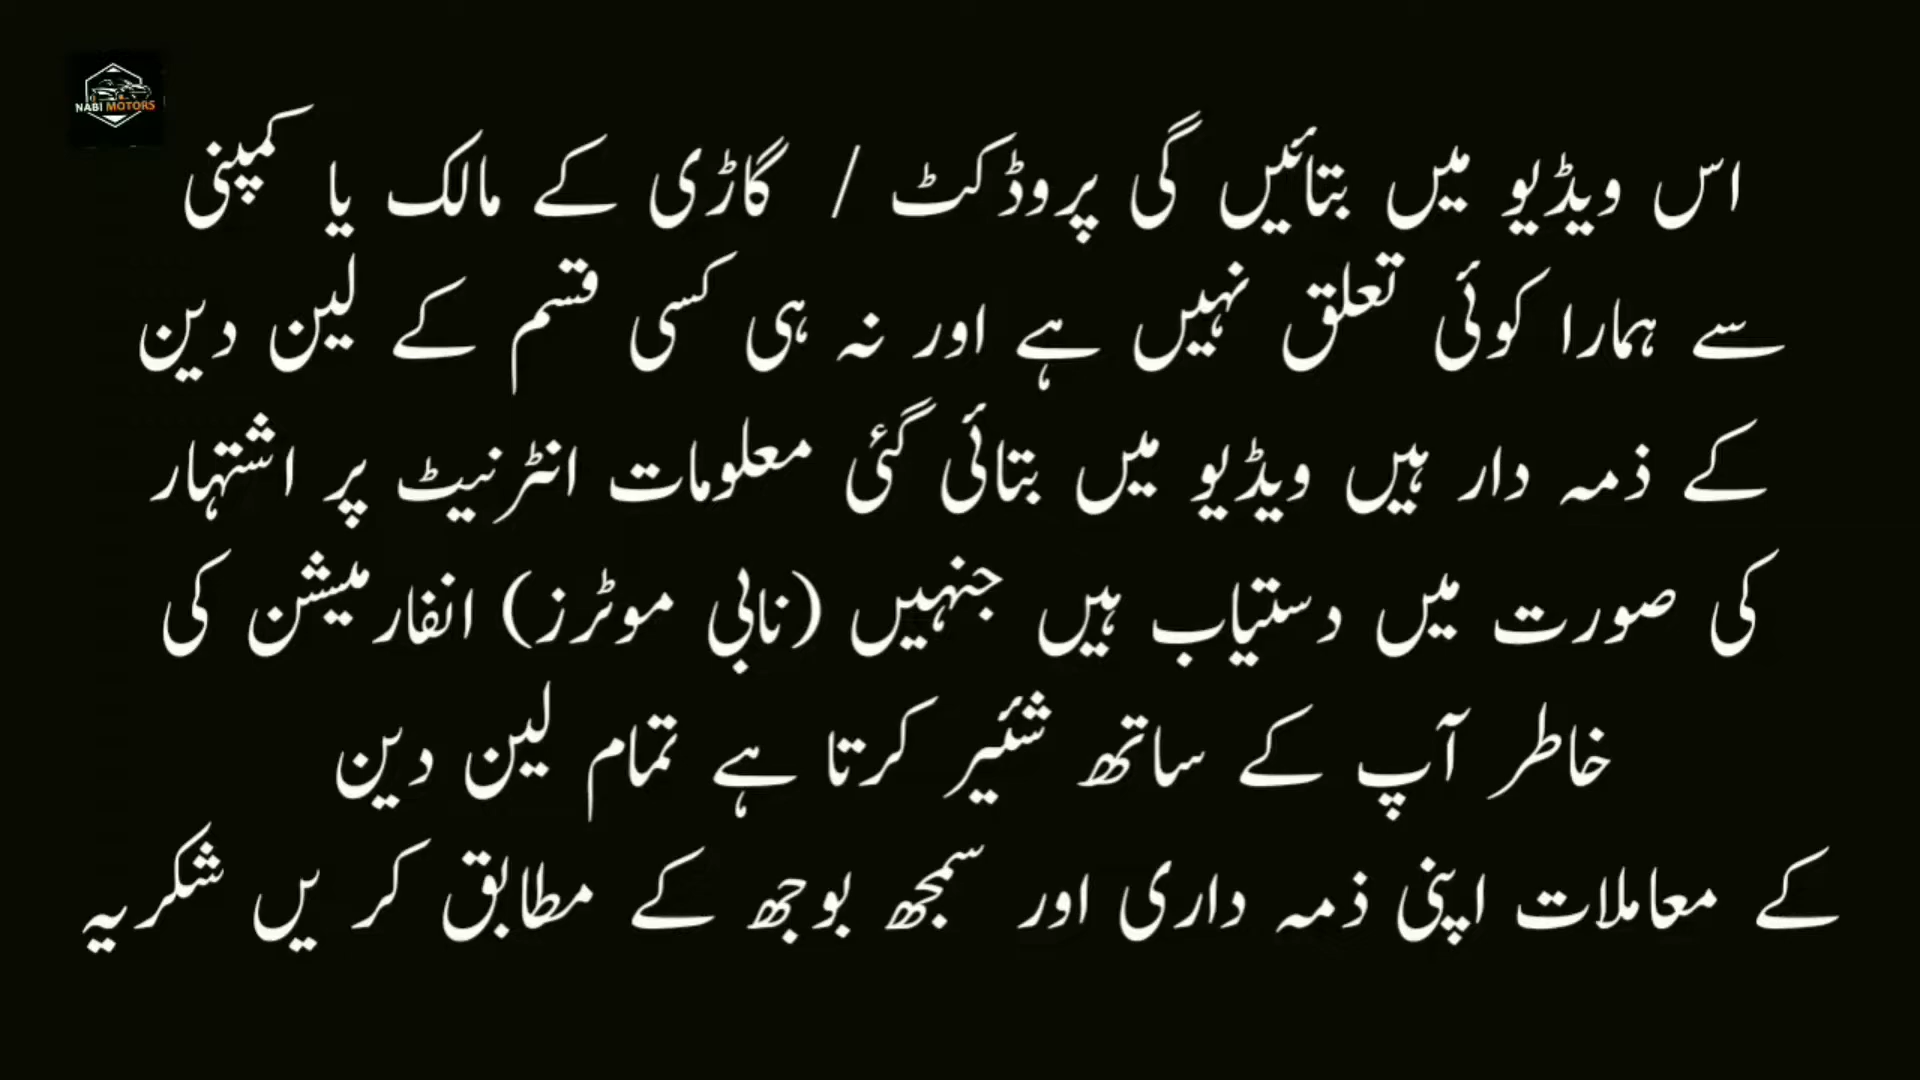 NABI MOTORS
اس ویڈیو میں بتائیں گی پروڈکٹ / گاڑی کے مالک یا کمپنی
سے ہمارا کوئی تعلق نہیں ہے اور نہ ہی کسی قسم کے لین دین
کے ذمہ دار ہیں ویڈیو میں بتائی گئی معلومات انٹرنیٹ پر اشتہار
کی صورت میں دستیاب ہیں جنہیں (نابی موٹرز) انفارمیشن کی
خاطر آپ کے ساتھ شئیر کرتا ہے تمام لین دین
کے معاملات اپنی ذمہ داری اور سمجھ بوجھ کے مطابق کر یں شکریہ